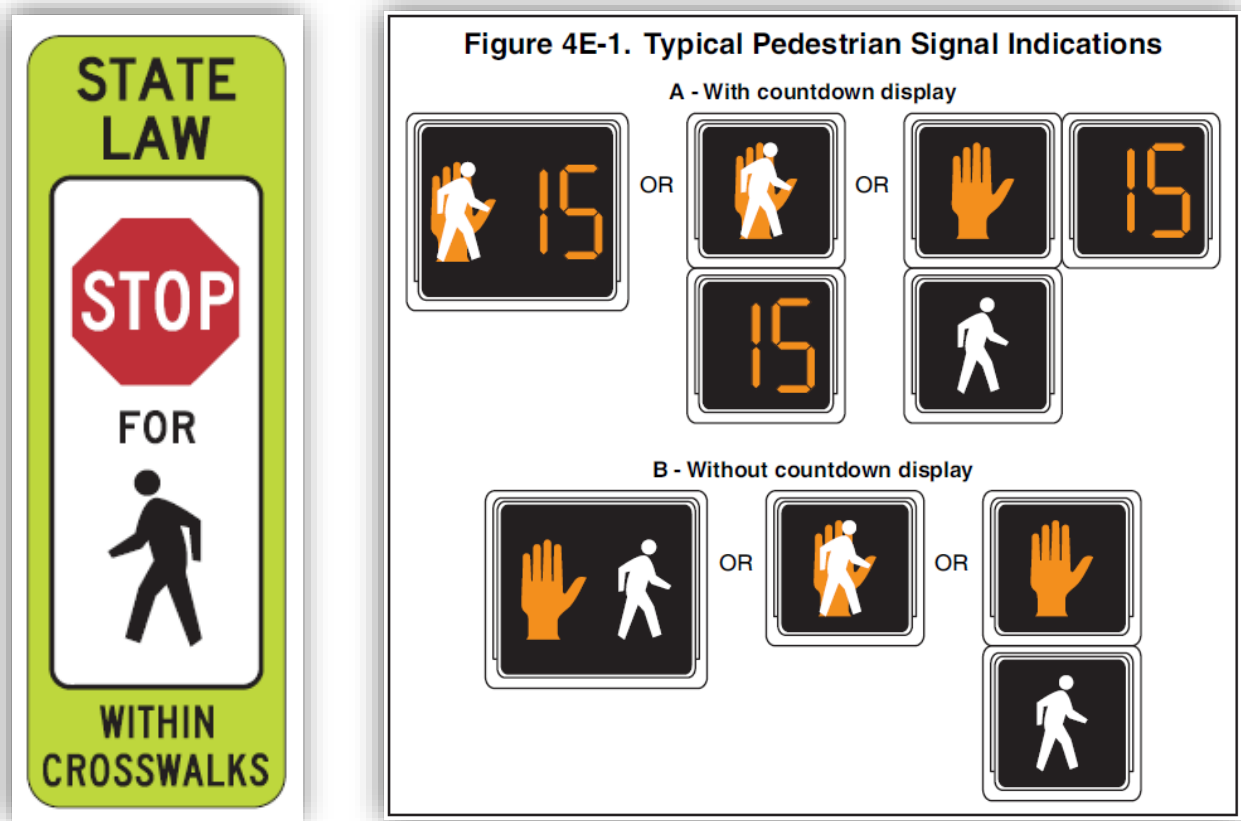 STATE
LAW
STOP
FOR
WITHIN
CROSSWALKS
Figure 4E-1. Typical Pedestrian Signal Indications
A - With countdown display
15 OR OR 15
15
B - Without countdown display
OR OR